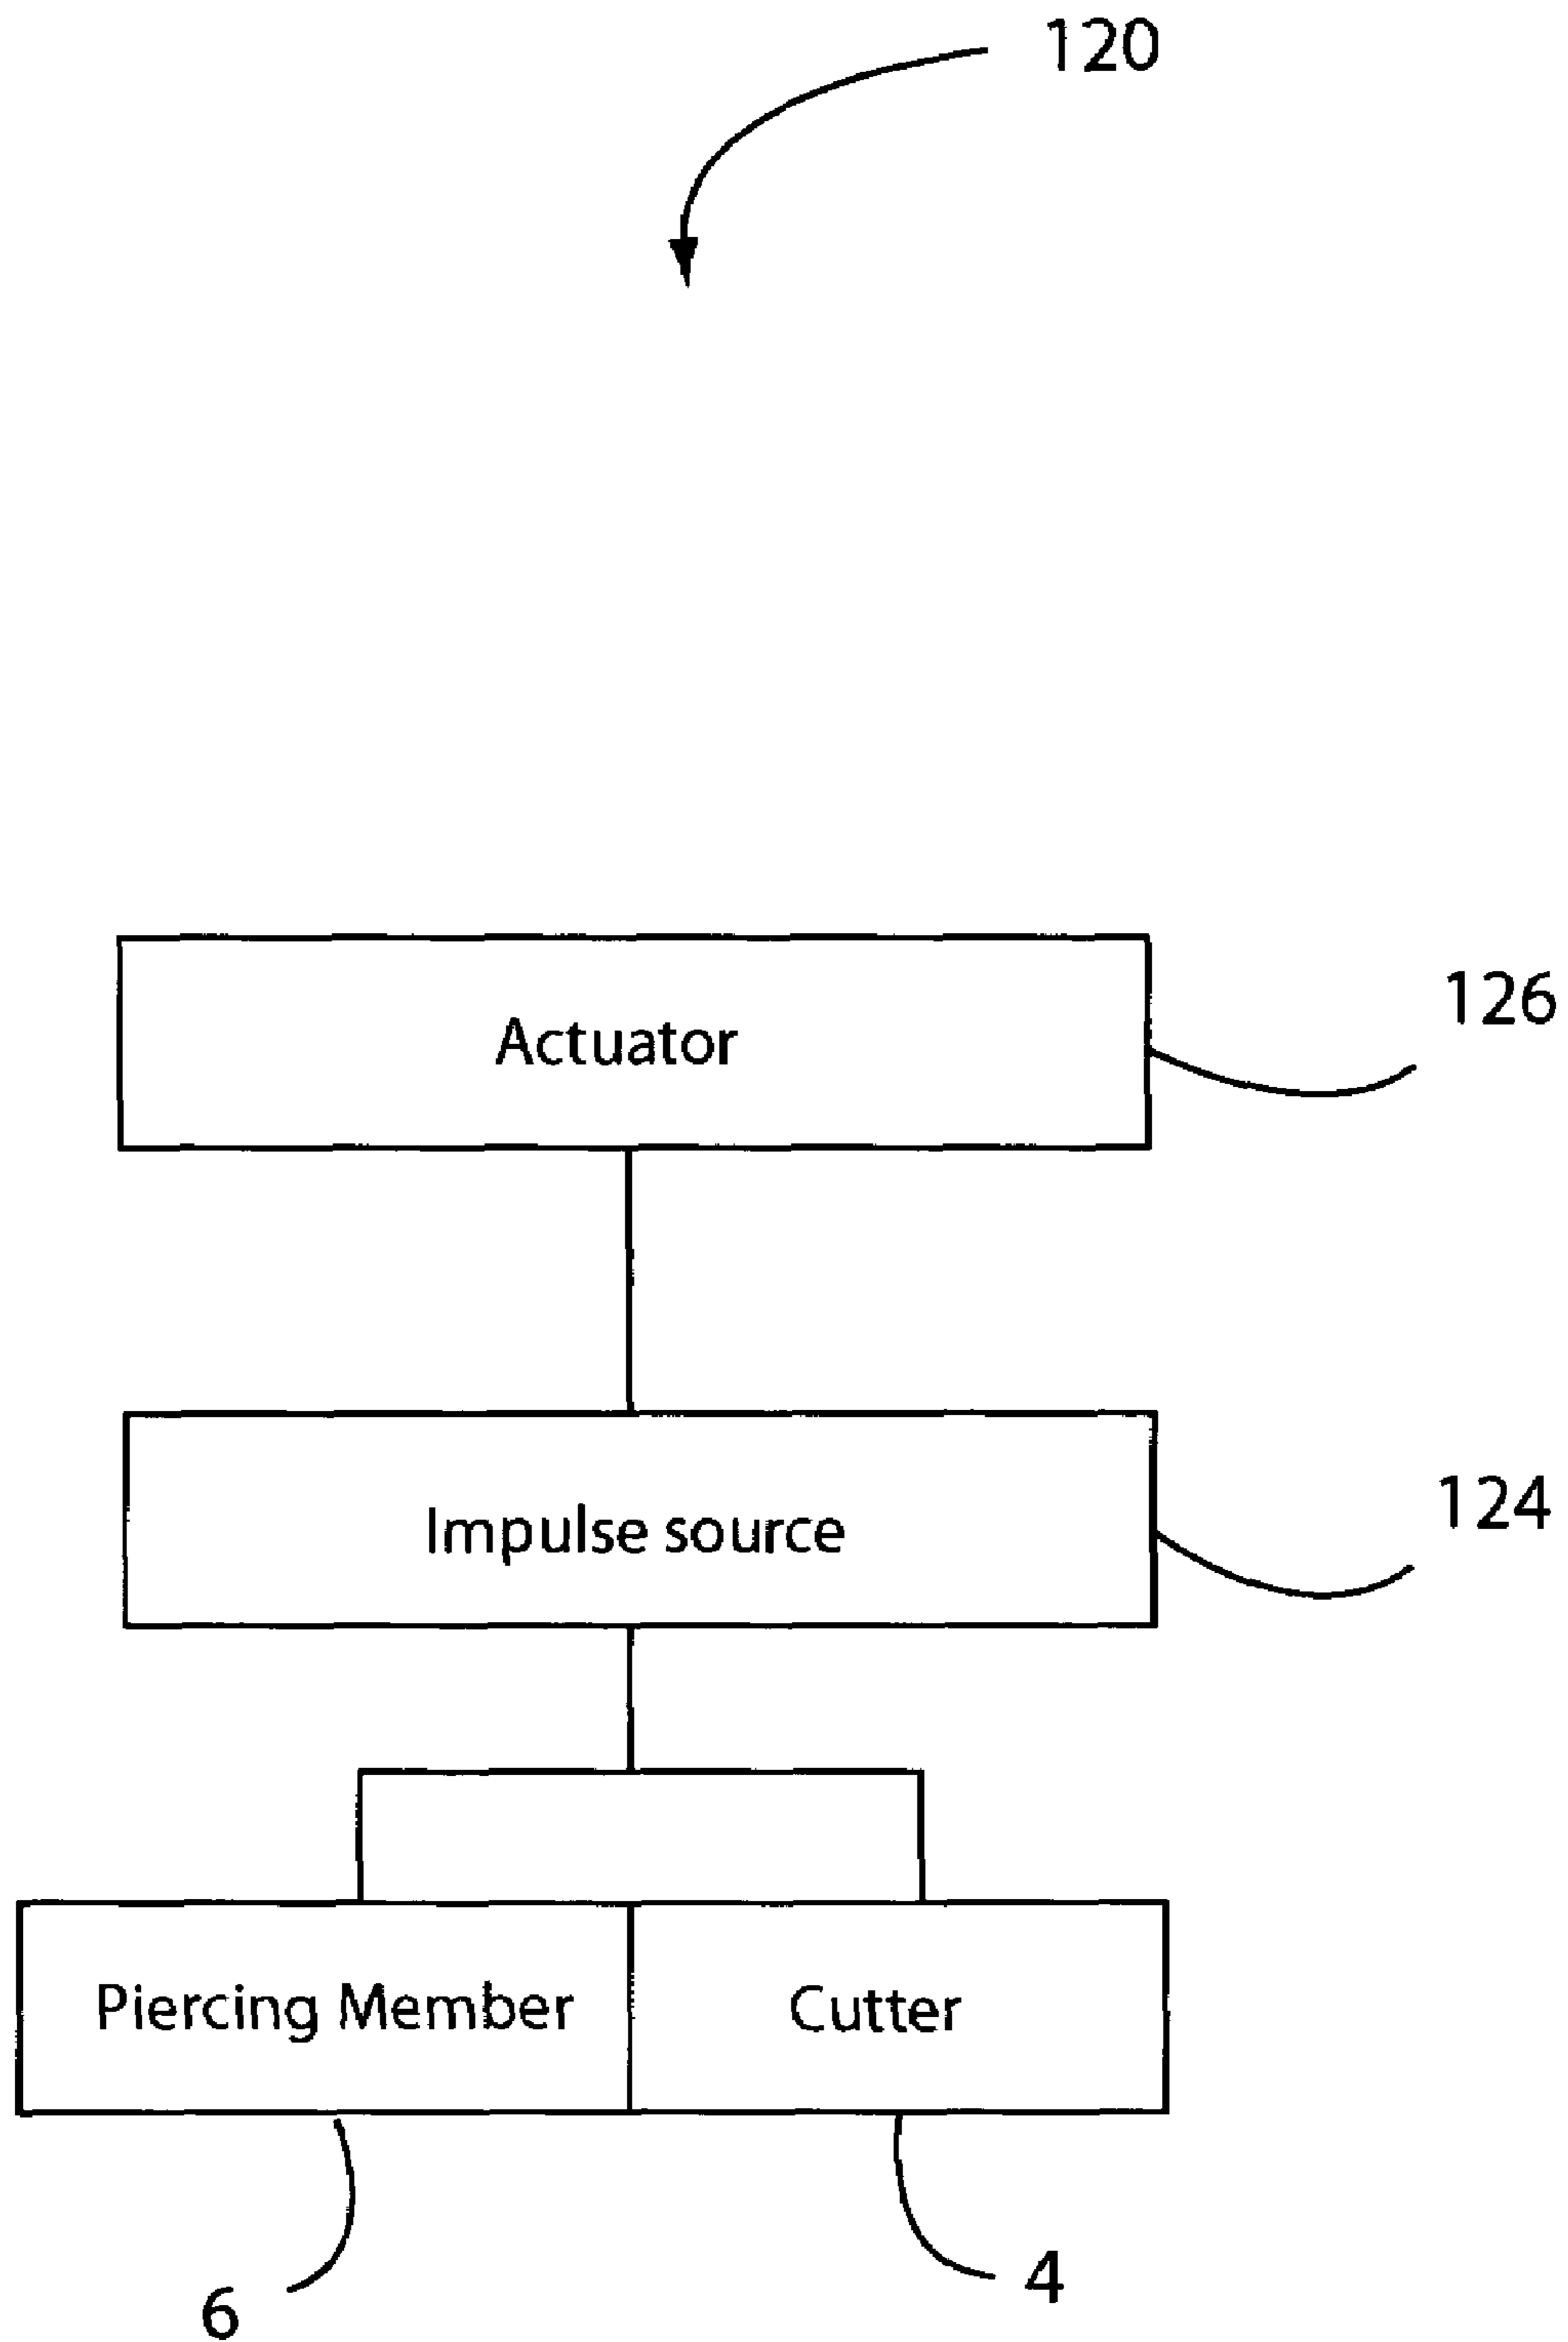 120
Actuator
126
Impulse source
124
Piercing Member
Cutter
6
4